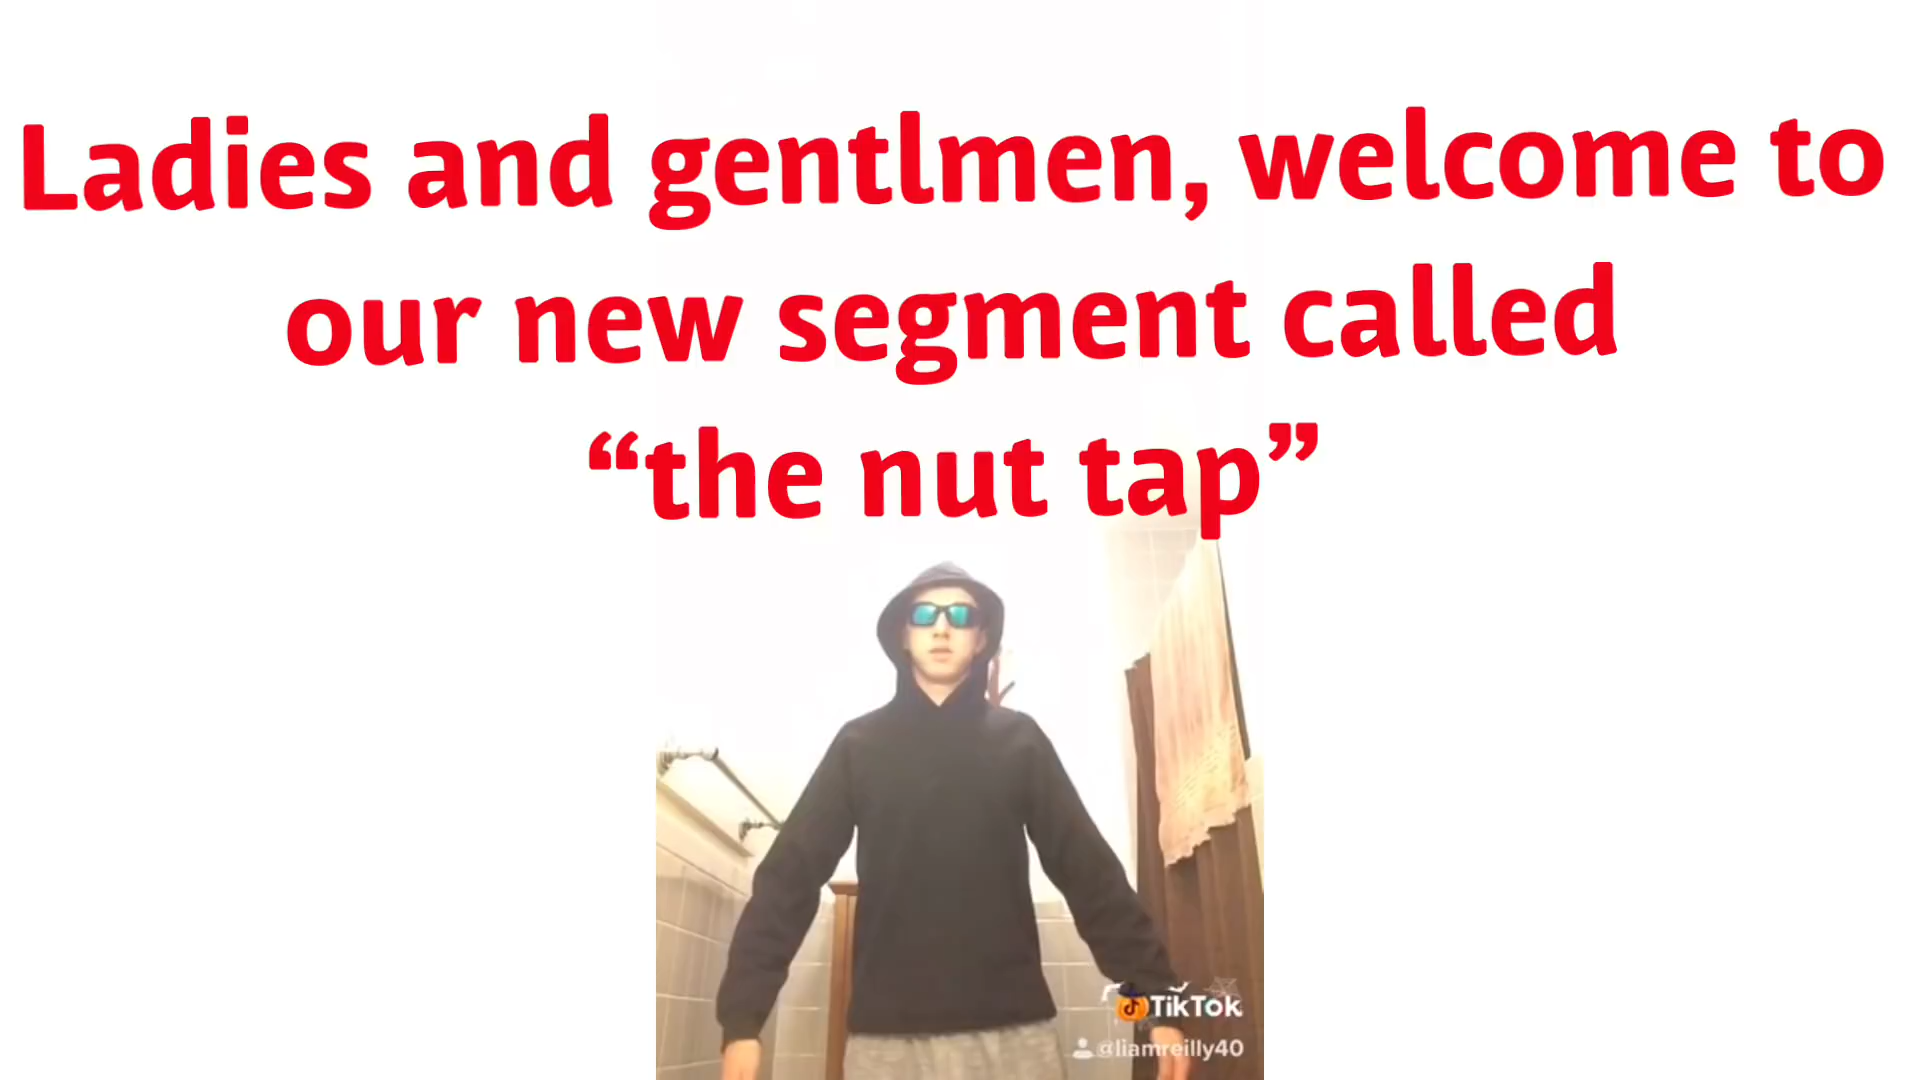 Ladies and gentlmen, welcome to
our new segment called
“the nut tap”
TikTok
@liamreilly40